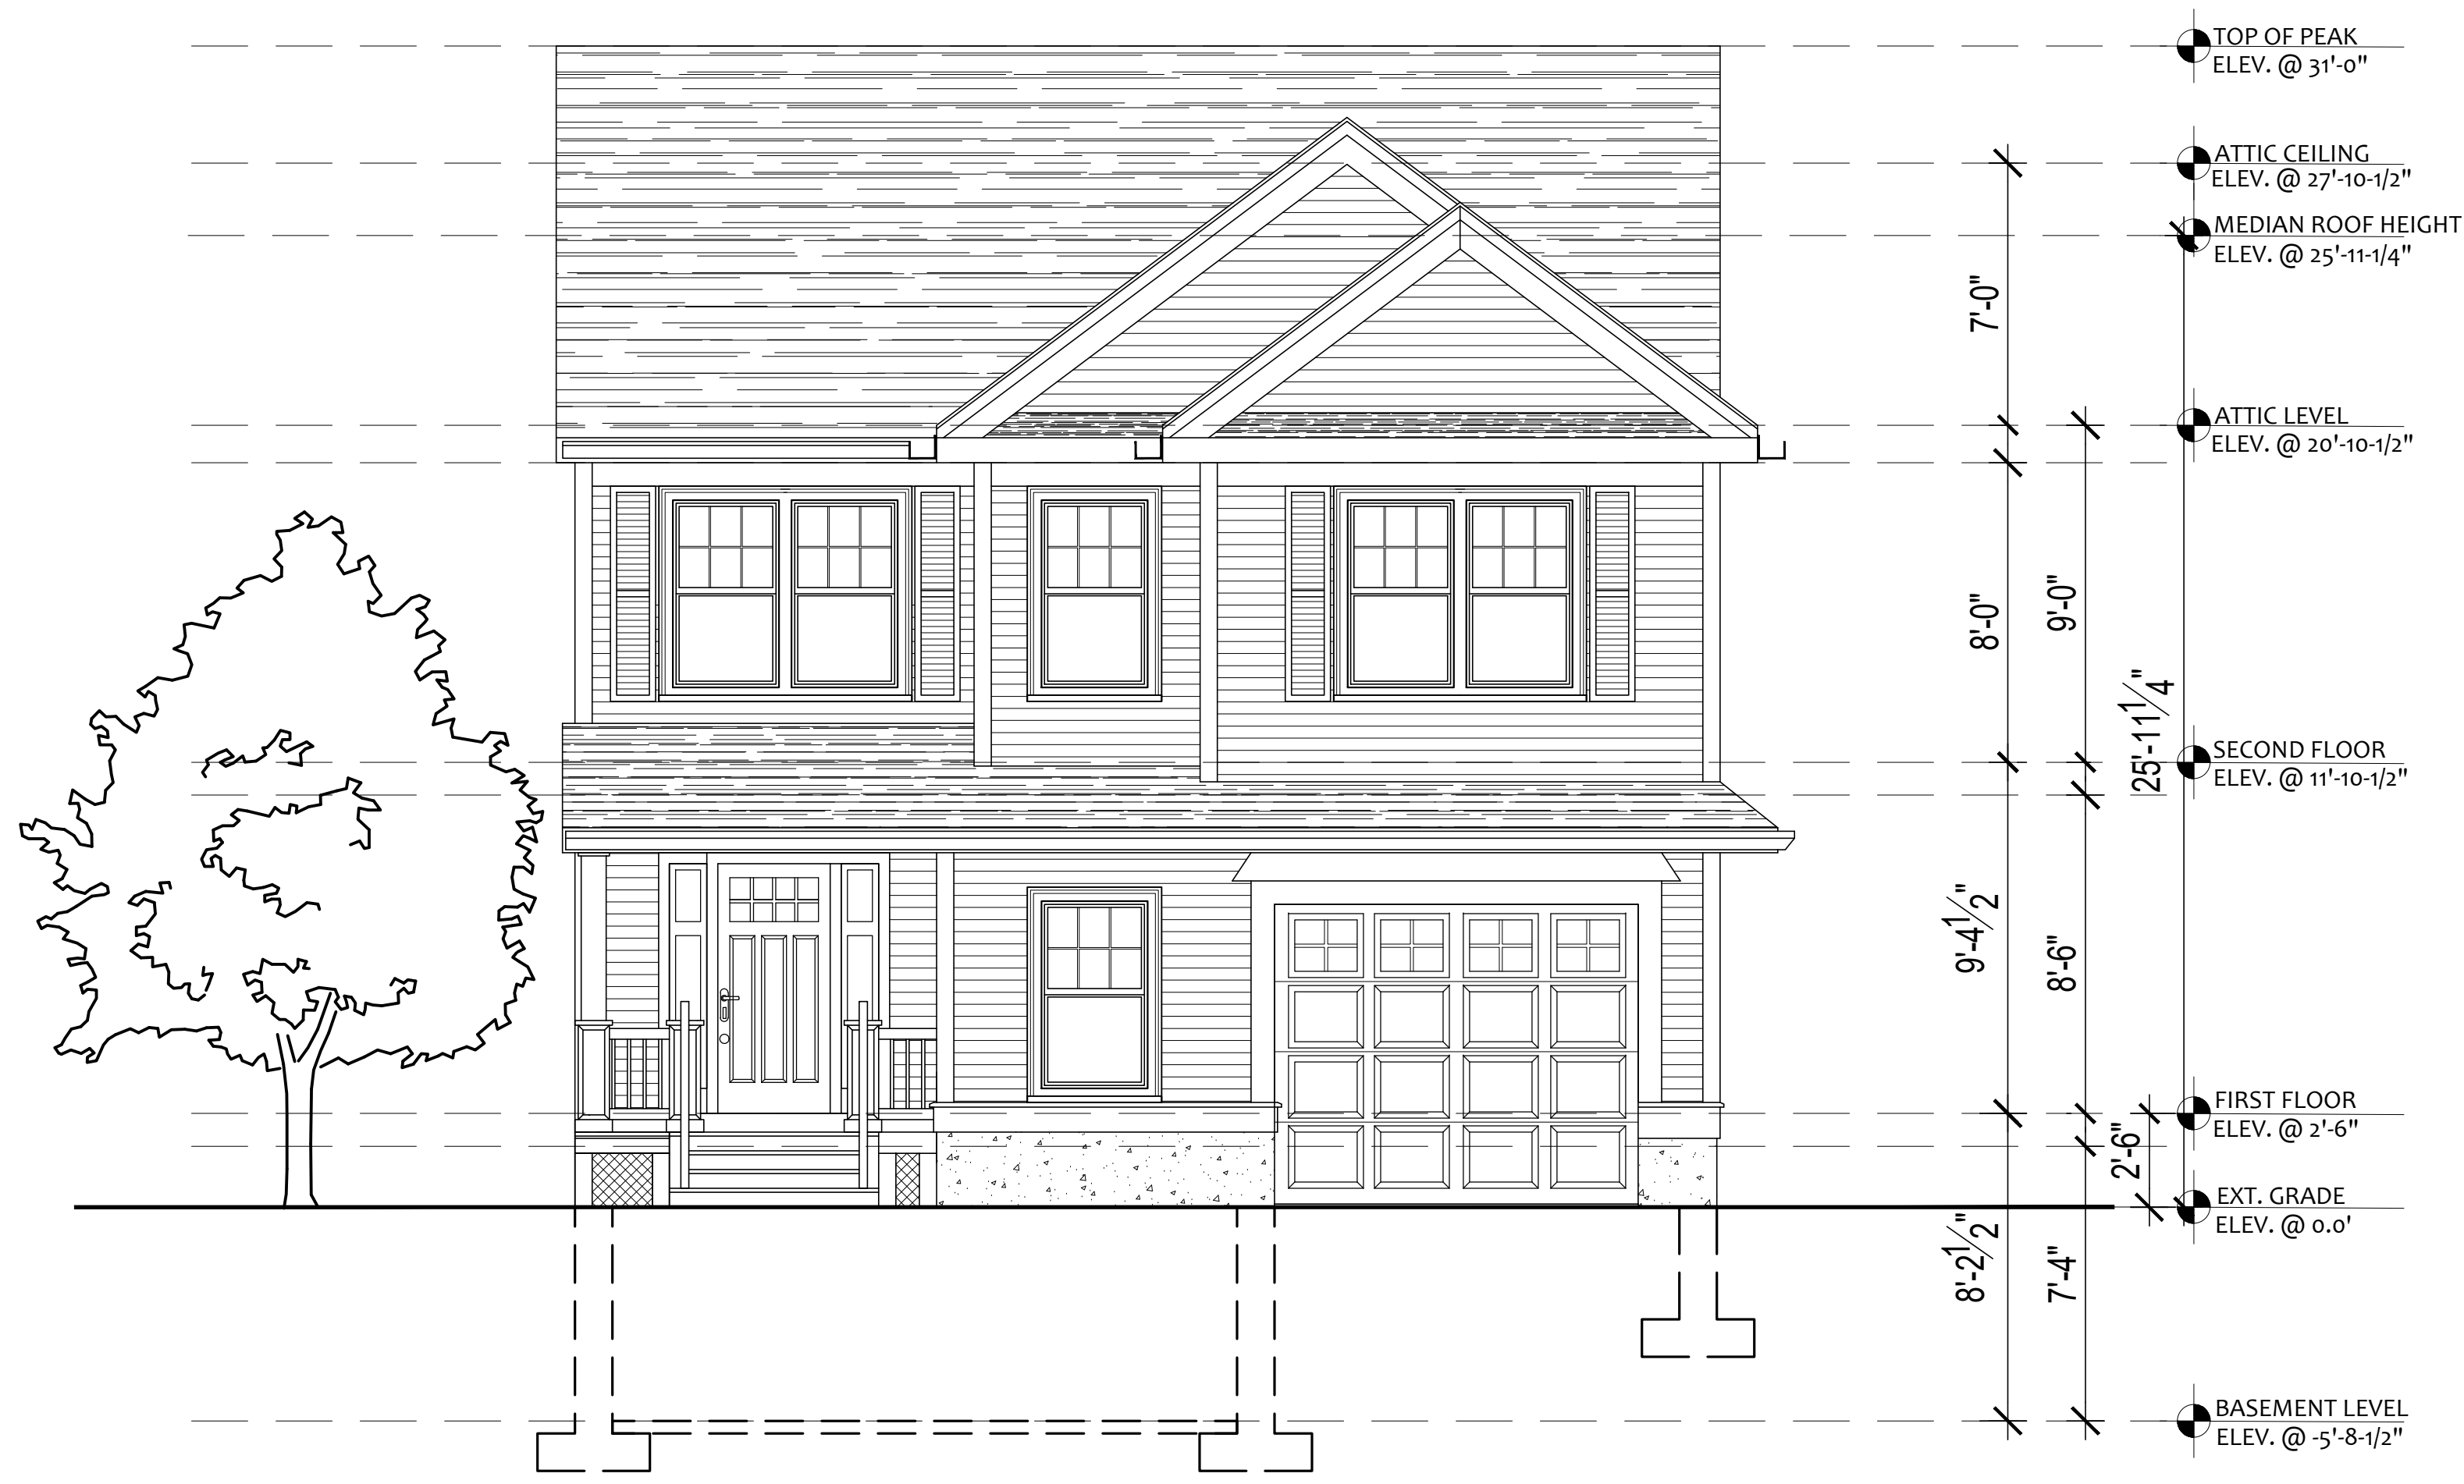 TOP OF PEAK
ELEV. @ 31'-0"
ATTIC CEILING
ELEV. @ 27'-10-1/2"
MEDIAN ROOF HEIGHT
ELEV. @ 25'-11-1/4"
7'-0"
ATTIC LEVEL
ELEV. @ 20'-10-1/2"
8'-0"
9'-0"
25'-11 1/4"
SECOND FLOOR
ELEV. @ 11'-10-1/2"
9'-4 1/2"
8'-6"
FIRST FLOOR
ELEV. @ 2'-6"
2'-6"
EXT. GRADE
ELEV. @ 0.0'
8'-2 1/2"
7'-4"
BASEMENT LEVEL
ELEV. @ -5'-8-1/2"